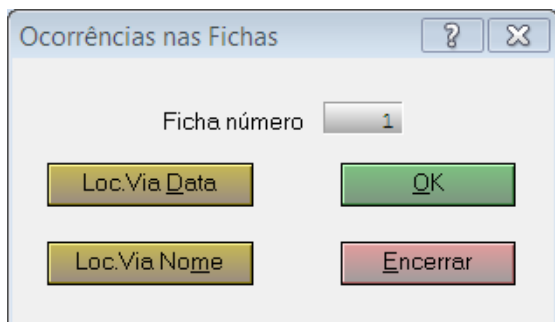 Ocorrências nas Fichas
Ficha número 1
Loc.Via Data OK
Loc.Via Nome Encerrar